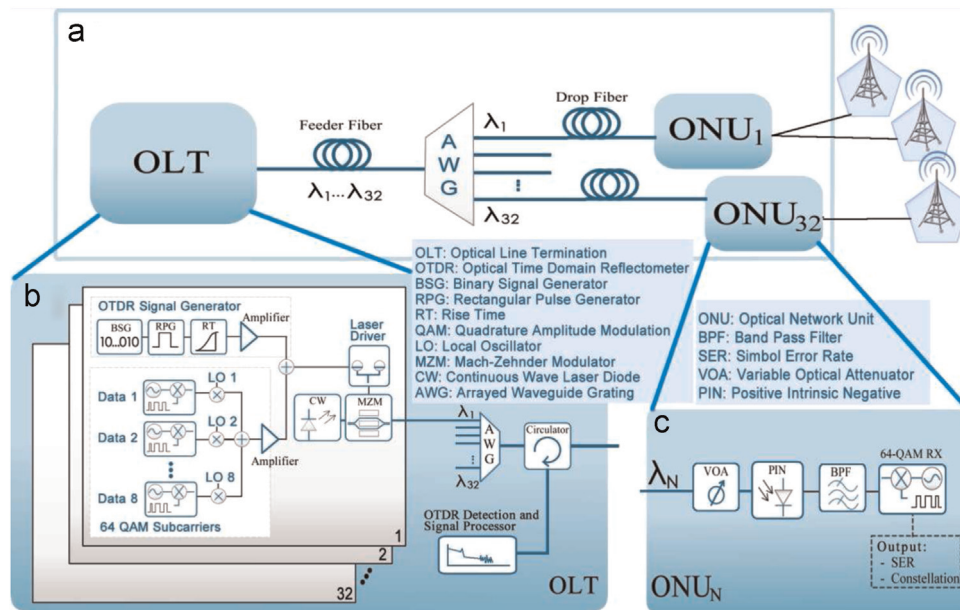 a
OLT
Feeder Fiber
λ1...λ32
AWG
λ1
λ32
Drop Fiber
ONU1
ONU32
OLT: Optical Line Termination
OTDR: Optical Time Domain Reflectometer
BSG: Binary Signal Generator
RPG: Rectangular Pulse Generator
RT: Rise Time
QAM: Quadrature Amplitude Modulation
LO: Local Oscillator
MZM: Mach-Zehnder Modulator
CW: Continuous Wave Laser Diode
AWG: Arrayed Waveguide Grating
ONU: Optical Network Unit
BPF: Band Pass Filter
SER: Simbol Error Rate
VOA: Variable Optical Attenuator
PIN: Positive Intrinsic Negative
b
OTDR Signal Generator
BSG
10...010
RPG
RT
Amplifier
Laser
Driver
Data 1
LO 1
Data 2
LO 2
Data 8
LO 8
Amplifier
64 QAM Subcarriers
CW
MZM
1
2
32
λ1
λ32
AWG
Circulator
OTDR Detection and
Signal Processor
OLT
c
λN
VOA
PIN
BPF
64-QAM RX
Output:
- SER
- Constellation
ONUN